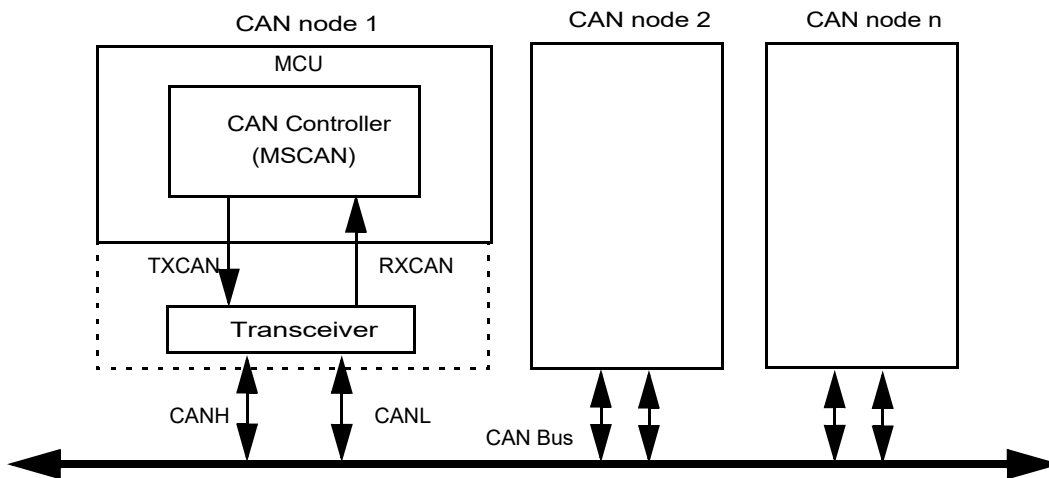 CAN node 1
CAN node 2
CAN node n
MCU
CAN Controller
(MSCAN)
TXCAN
RXCAN
Transceiver
CANH
CANL
CAN Bus